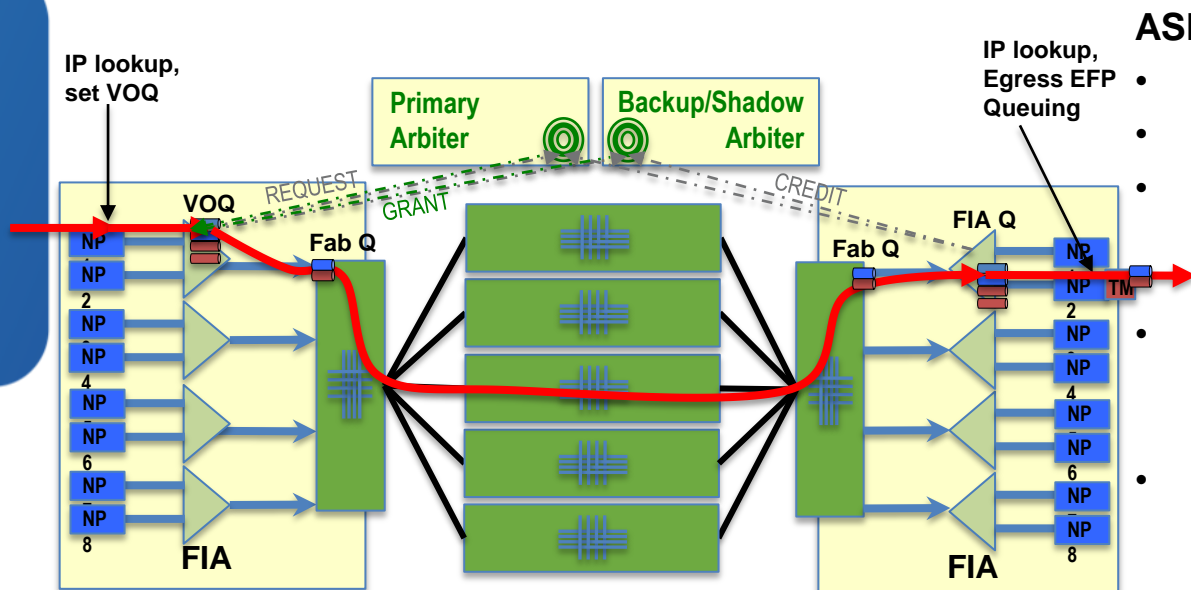 ASI
IP lookup,
set VOQ
IP lookup,
Egress EFP
Queuing
Primary
Arbiter
Backup/Shadow
Arbiter
REQUEST
GRANT
CREDIT
VOQ
Fab Q
Fab Q
FIA Q
NP
NP
2
NP
NP
4
NP
NP
6
NP
NP
8
FIA
NP
NP
TM
2
NP
NP
4
NP
NP
6
NP
NP
8
FIA